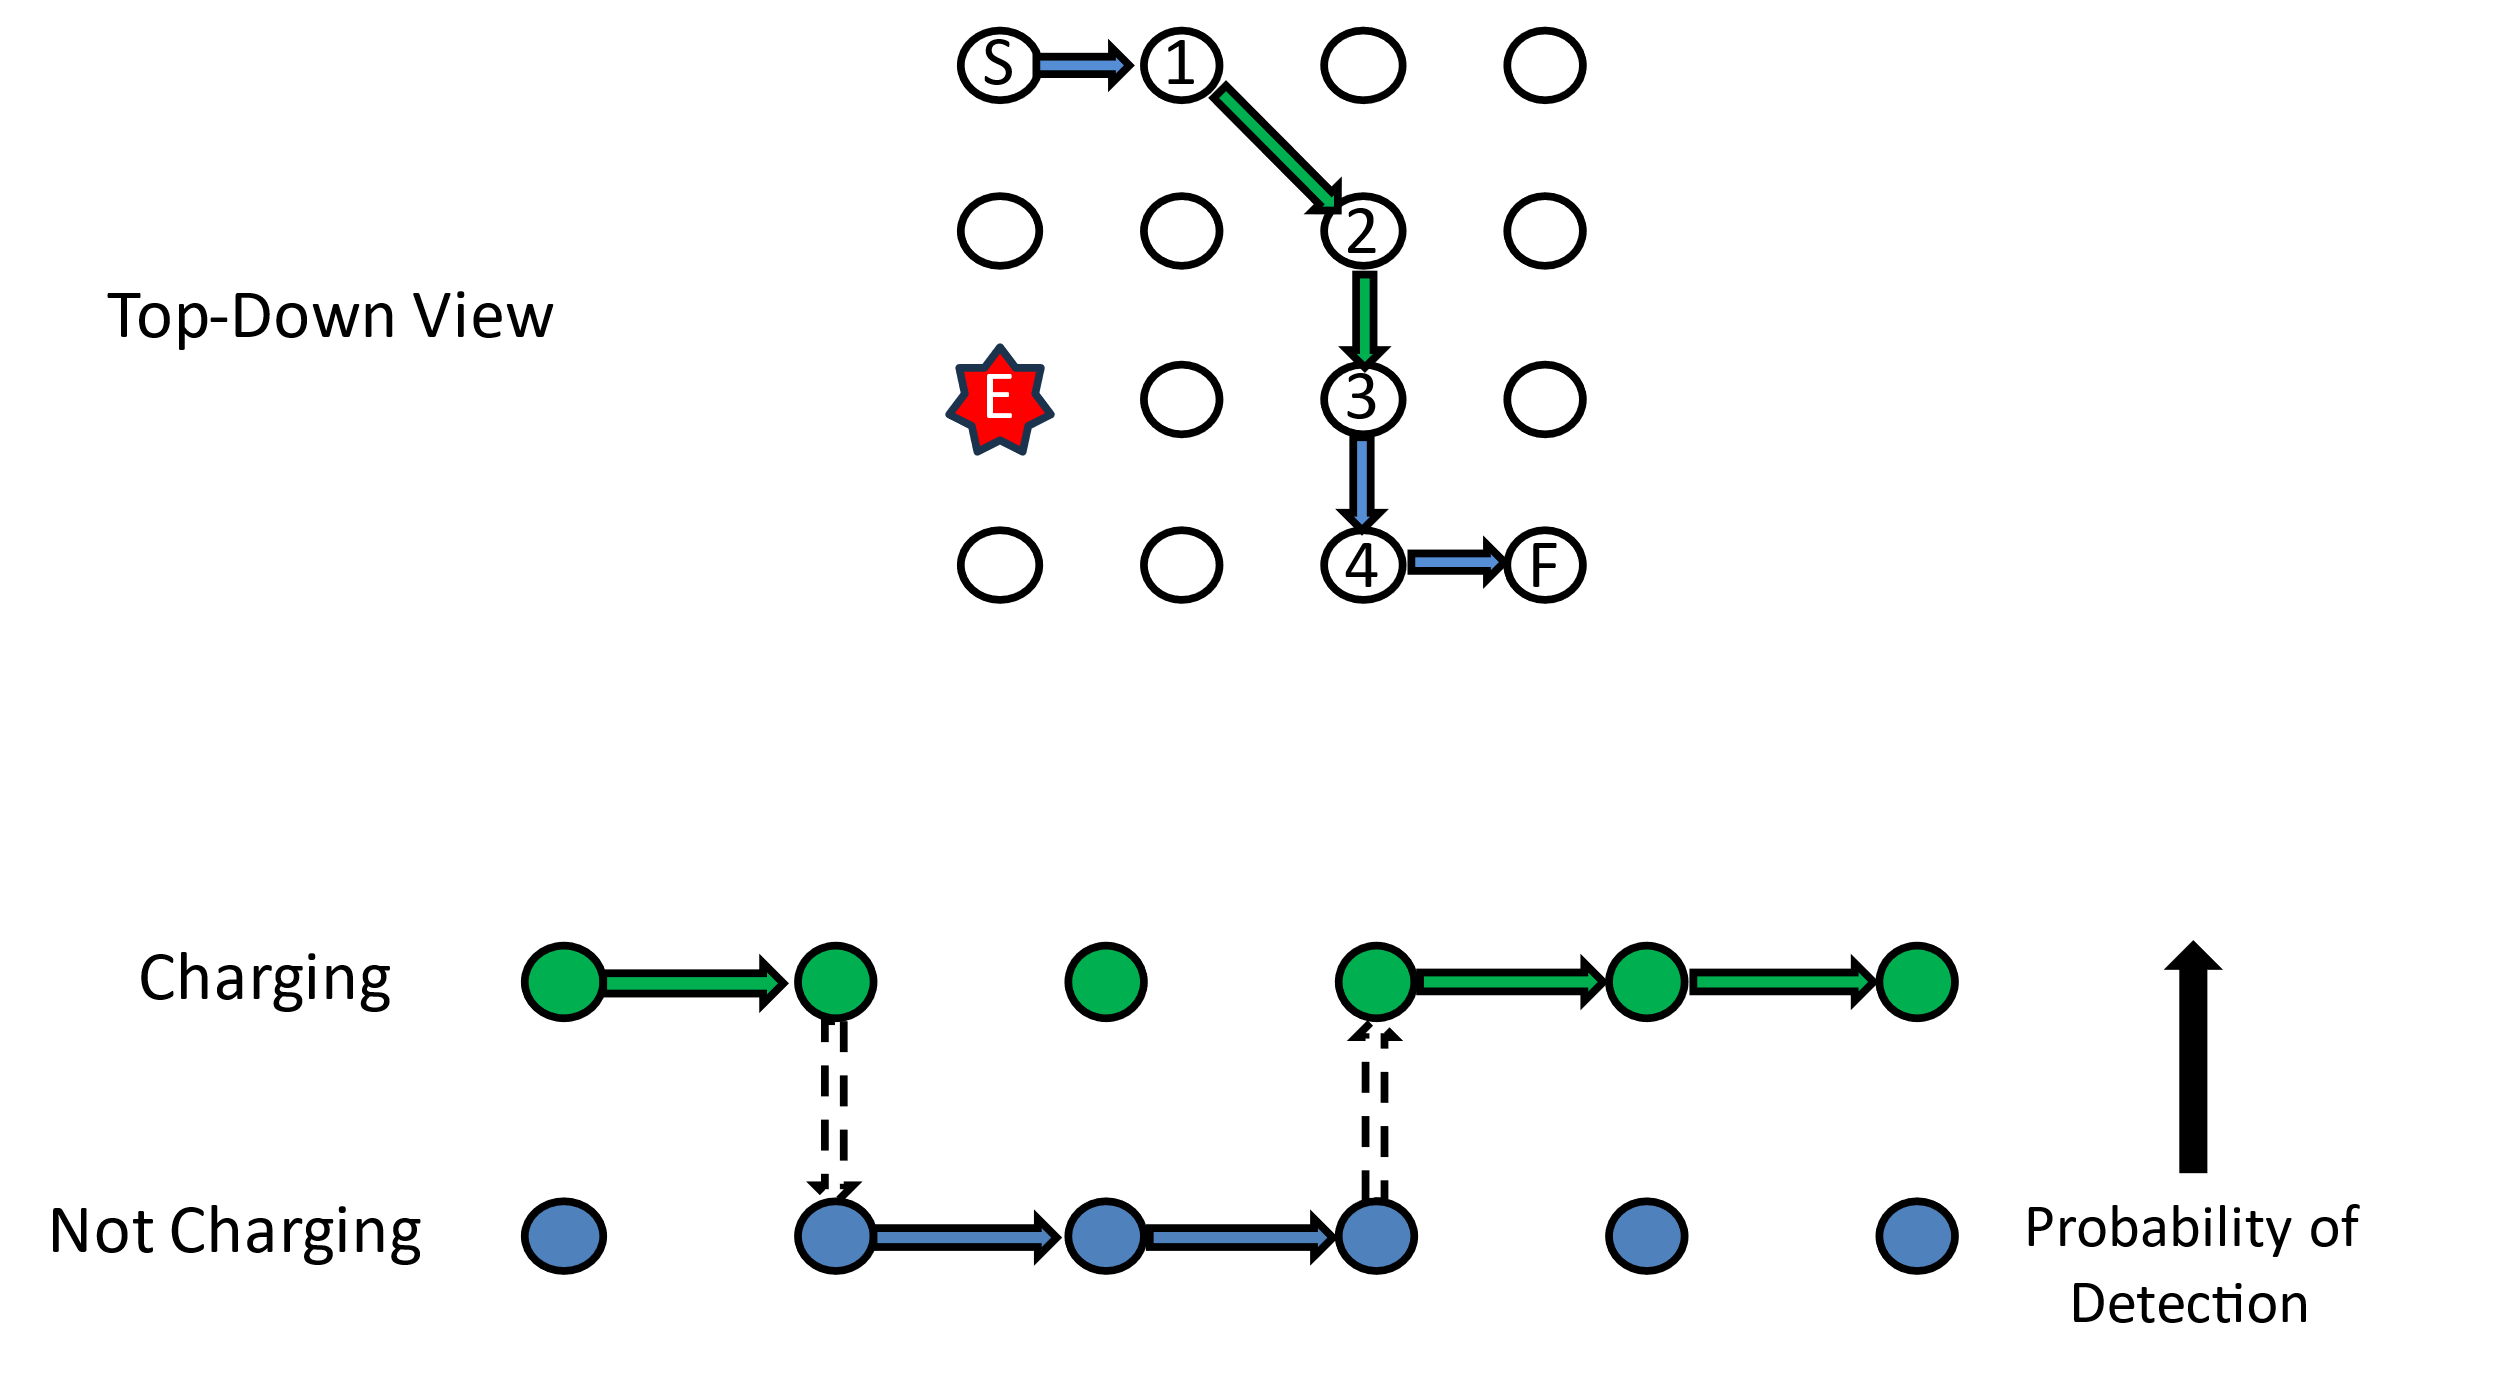 S
1
2
Top-Down View
E
3
4
F
Charging
Not Charging
Probability of
Detection